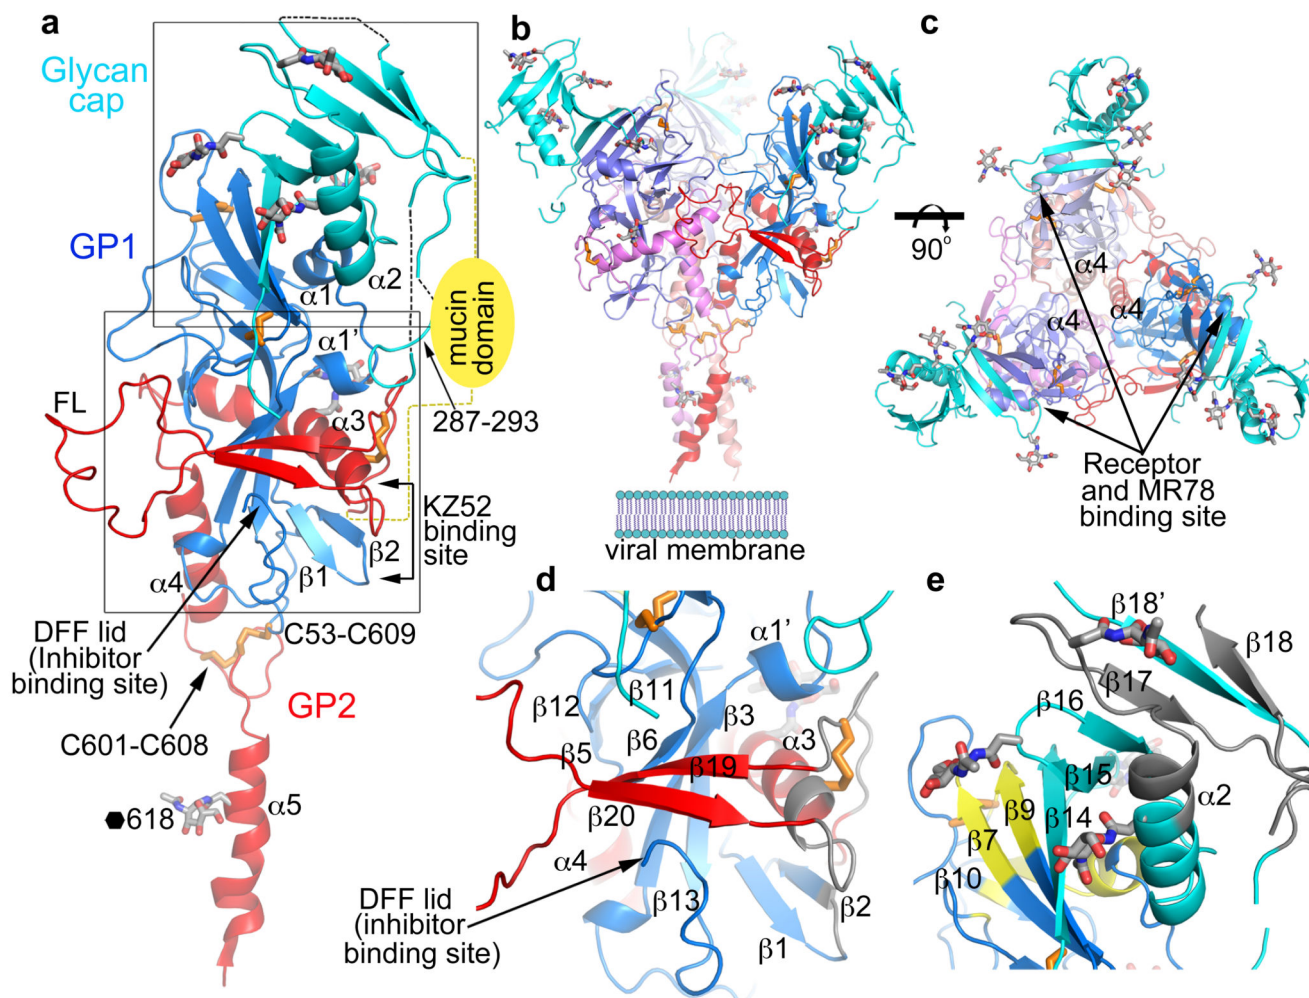 a
Glycan
cap
GP1
α1
α2
α1’
mucin
domain
FL
α3
287-293
KZ52
binding
site
β2
β1
α4
DFF lid
(Inhibitor
binding site)
C53-C609
GP2
C601-C608
618
α5
b
viral membrane
c
90°
α4
α4
α4
Receptor
and MR78
binding site
d
α1’
β11
β12
β3
β5
β6
α3
β19
β20
α4
DFF lid
(inhibitor
binding site)
β13
β2
β1
e
β18’
β18
β17
β16
β15
α2
β9
β14
β7
β10